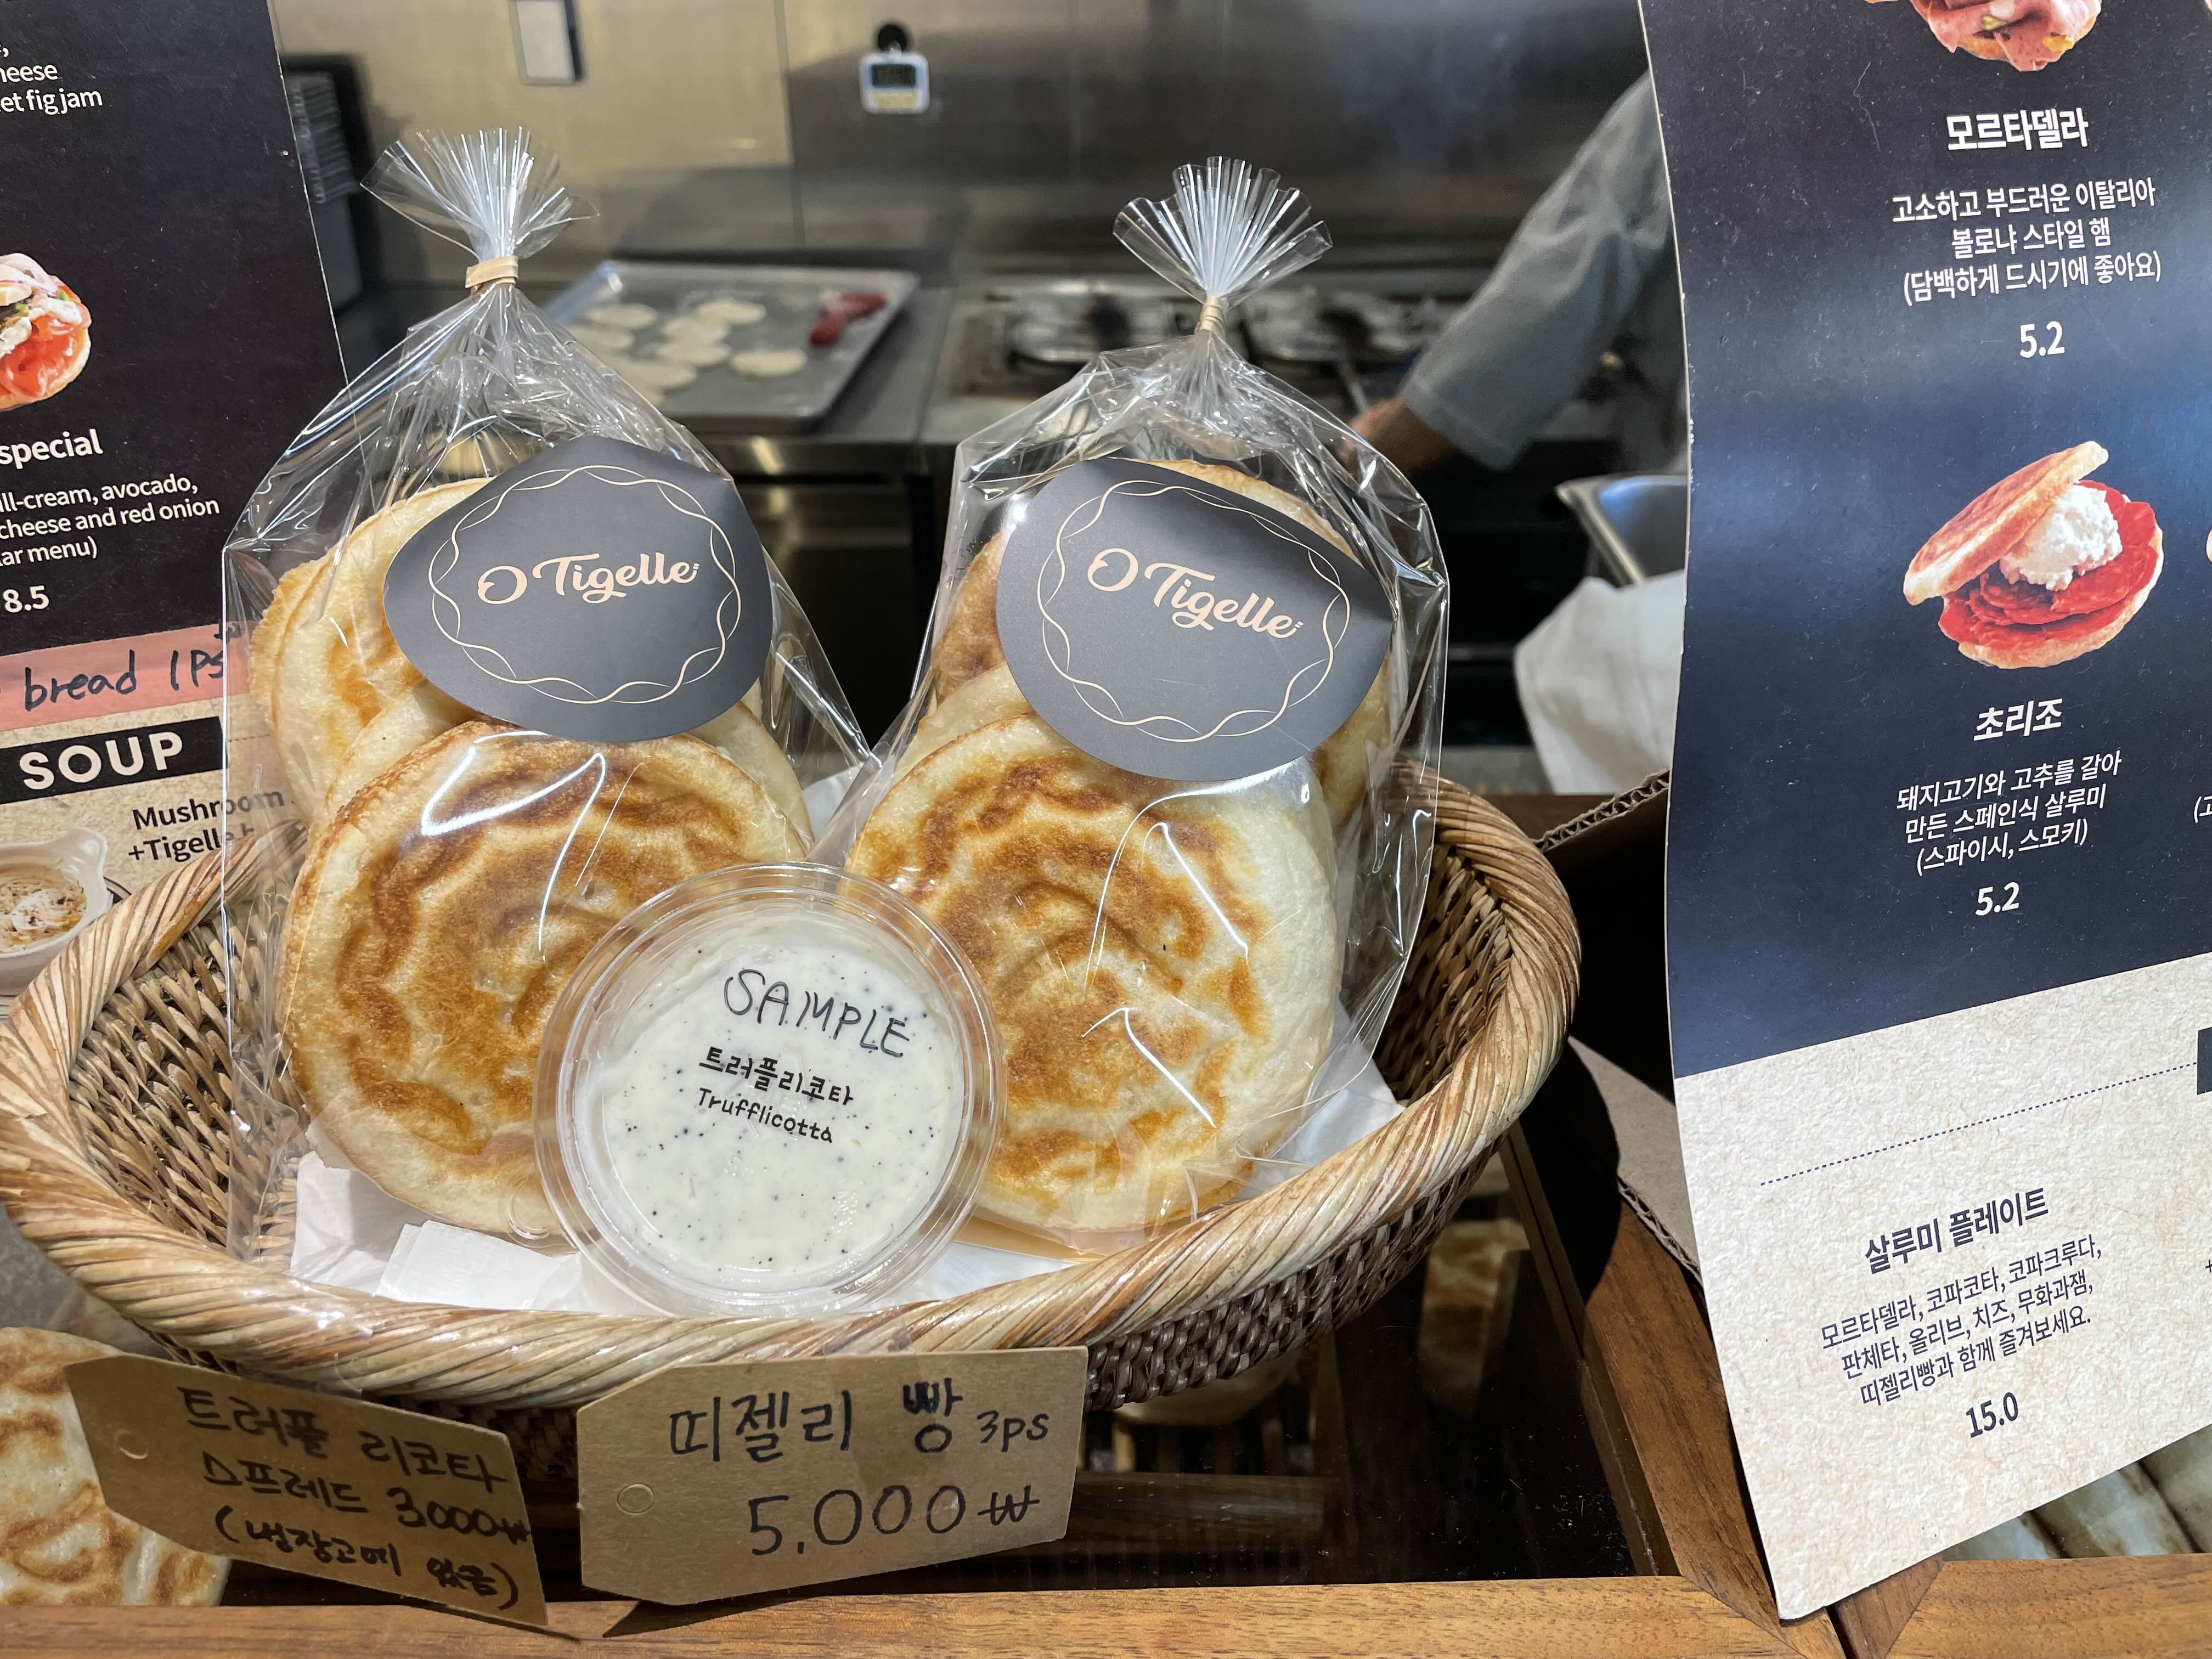 heese
et fig jam
special
ill-cream, avocado,
cheese and red onion
ar menu)
8.5
bread 1PS
SOUP
Mushroom
+Tigelle
O Tigelle
O Tigelle
SAMPLE
트러플리코타
Trufflicotta
트러플 리코타
스프레드 3000₩
(냉장고에 있음)
띠젤리 빵 3ps
5,000₩
모르타델라
고소하고 부드러운 이탈리아
볼로냐 스타일 햄
(담백하게 드시기에 좋아요)
5.2
초리조
돼지고기와 고추를 갈아
만든 스페인식 살루미
(스파이시, 스모키)
5.2
살루미 플레이트
모르타델라, 코파코타, 코파크루다,
판체타, 올리브, 치즈, 무화과잼,
띠젤리빵과 함께 즐겨보세요.
15.0